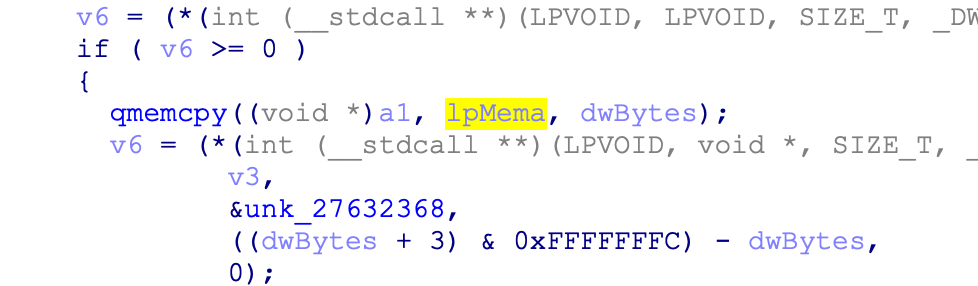 v6 = (*(int (__stdcall **)(LPVOID, LPVOID, SIZE_T, _DW
if ( v6 >= 0 )
{
qmemcpy((void *)a1, lpMema, dwBytes);
v6 = (*(int (__stdcall **)(LPVOID, void *, SIZE_T, _
v3,
&unk_27632368,
((dwBytes + 3) & 0xFFFFFFFC) - dwBytes,
0);